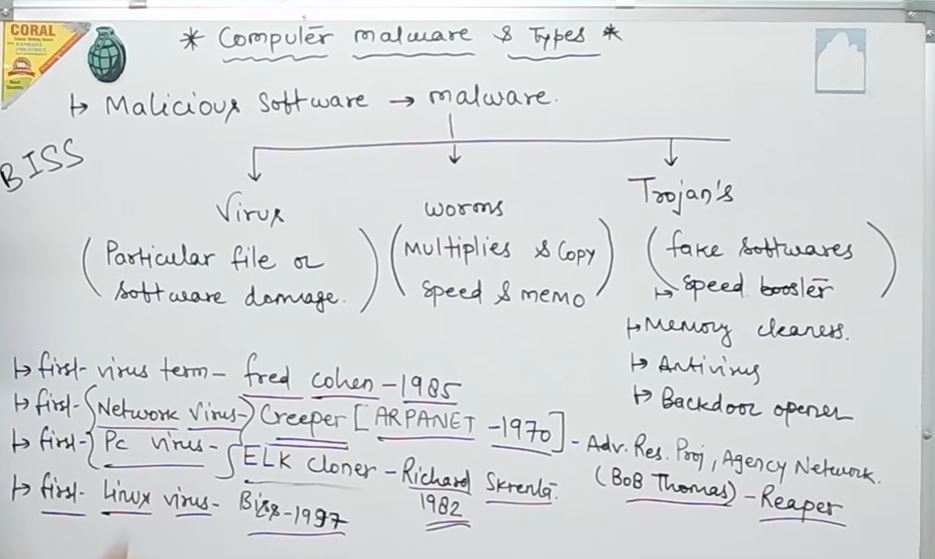 CORAL
* Computer malware & Types *
↦ Malicious Software → malware.
BISS
Virus
(Particular file or
software damage.)
worms
(Multiplies & Copy
Speed & memo)
Trojan's
(fake softwares
↦ Speed booster)
↦ Memory cleaners.
↦ Antivirus
↦ Backdoor opener
↦ first- virus term - fred cohen - 1985
↦ first- Network Virus - Creeper [ARPANET - 1970] - Adv. Res. Proj, Agency Network.
(BoB Thomas) - Reaper
↦ first- Pc virus - ELK Cloner - Richard Skrenta.
1982
↦ first- Linux virus - Bliss - 1997